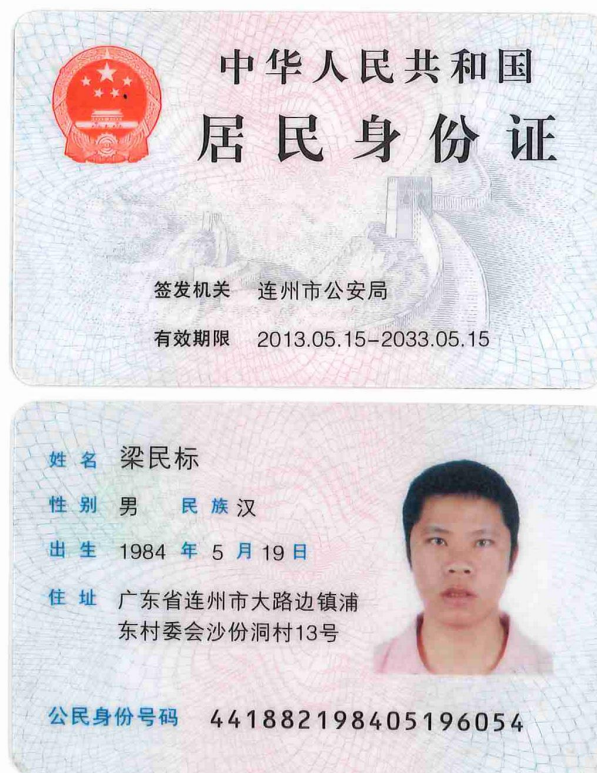 中华人民共和国
居民身份证
签发机关 连州市公安局
有效期限 2013.05.15-2033.05.15
姓名 梁民标
性别 男 民族 汉
出生 1984 年 5 月 19 日
住址 广东省连州市大路边镇浦
东村委会沙份洞村13号
公民身份号码 441882198405196054